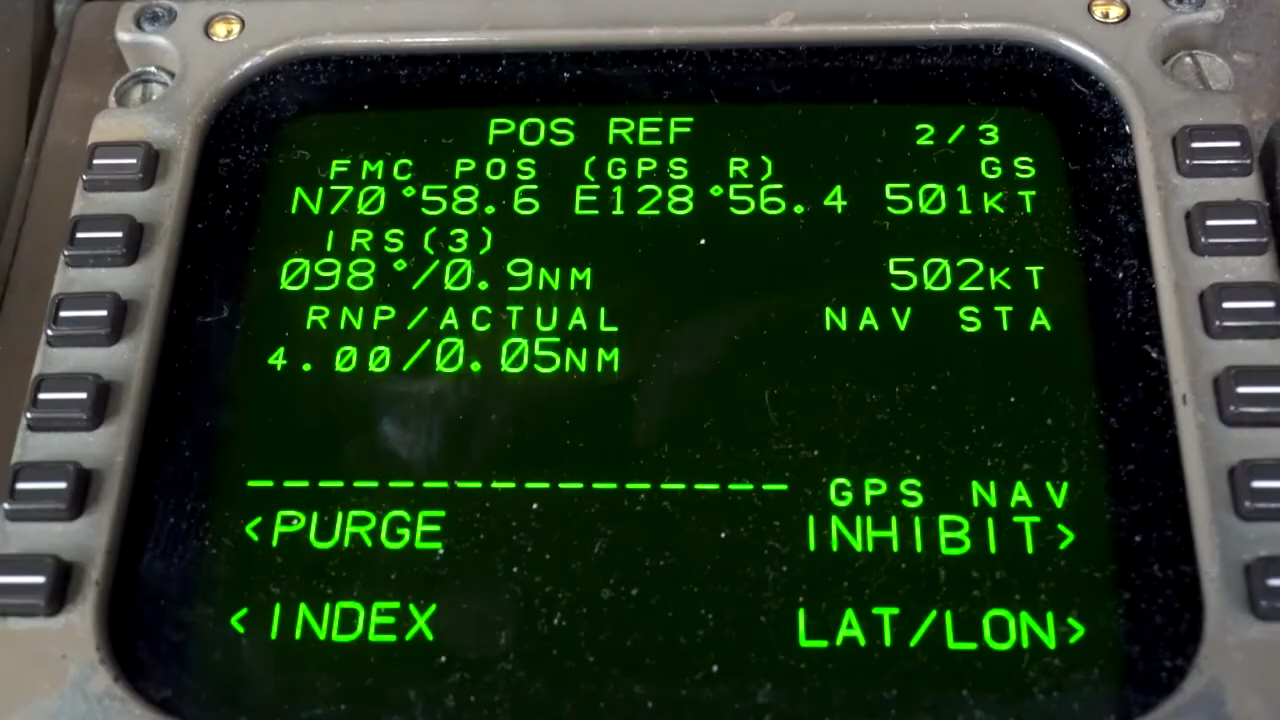 POS REF 2/3
FMC POS (GPS R) GS
N70°58.6 E128°56.4 501KT
IRS(3)
098°/0.9NM 502KT
RNP/ACTUAL NAV STA
4.00/0.05NM
---------------- GPS NAV
<PURGE INHIBIT>
<INDEX LAT/LON>